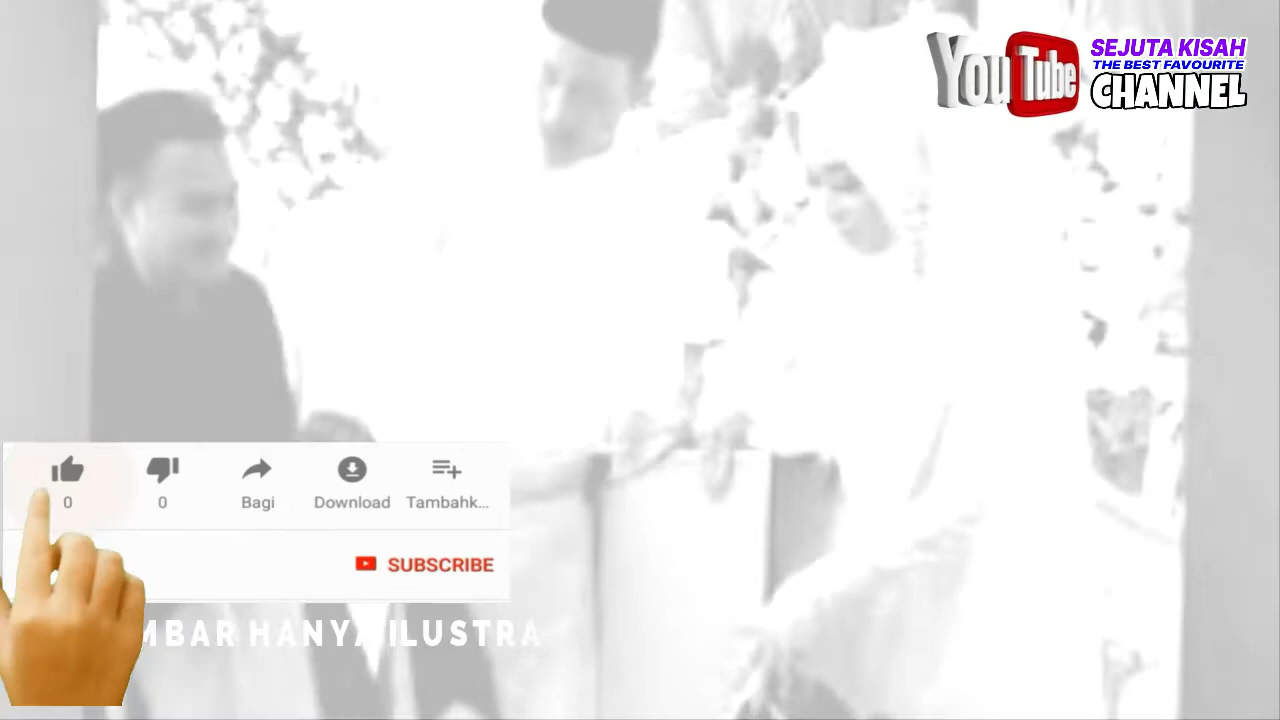 YouTube
SEJUTA KISAH
THE BEST FAVOURITE
CHANNEL
0
0
Bagi
Download
Tambahk...
SUBSCRIBE
MBAR HANYA ILUSTRA